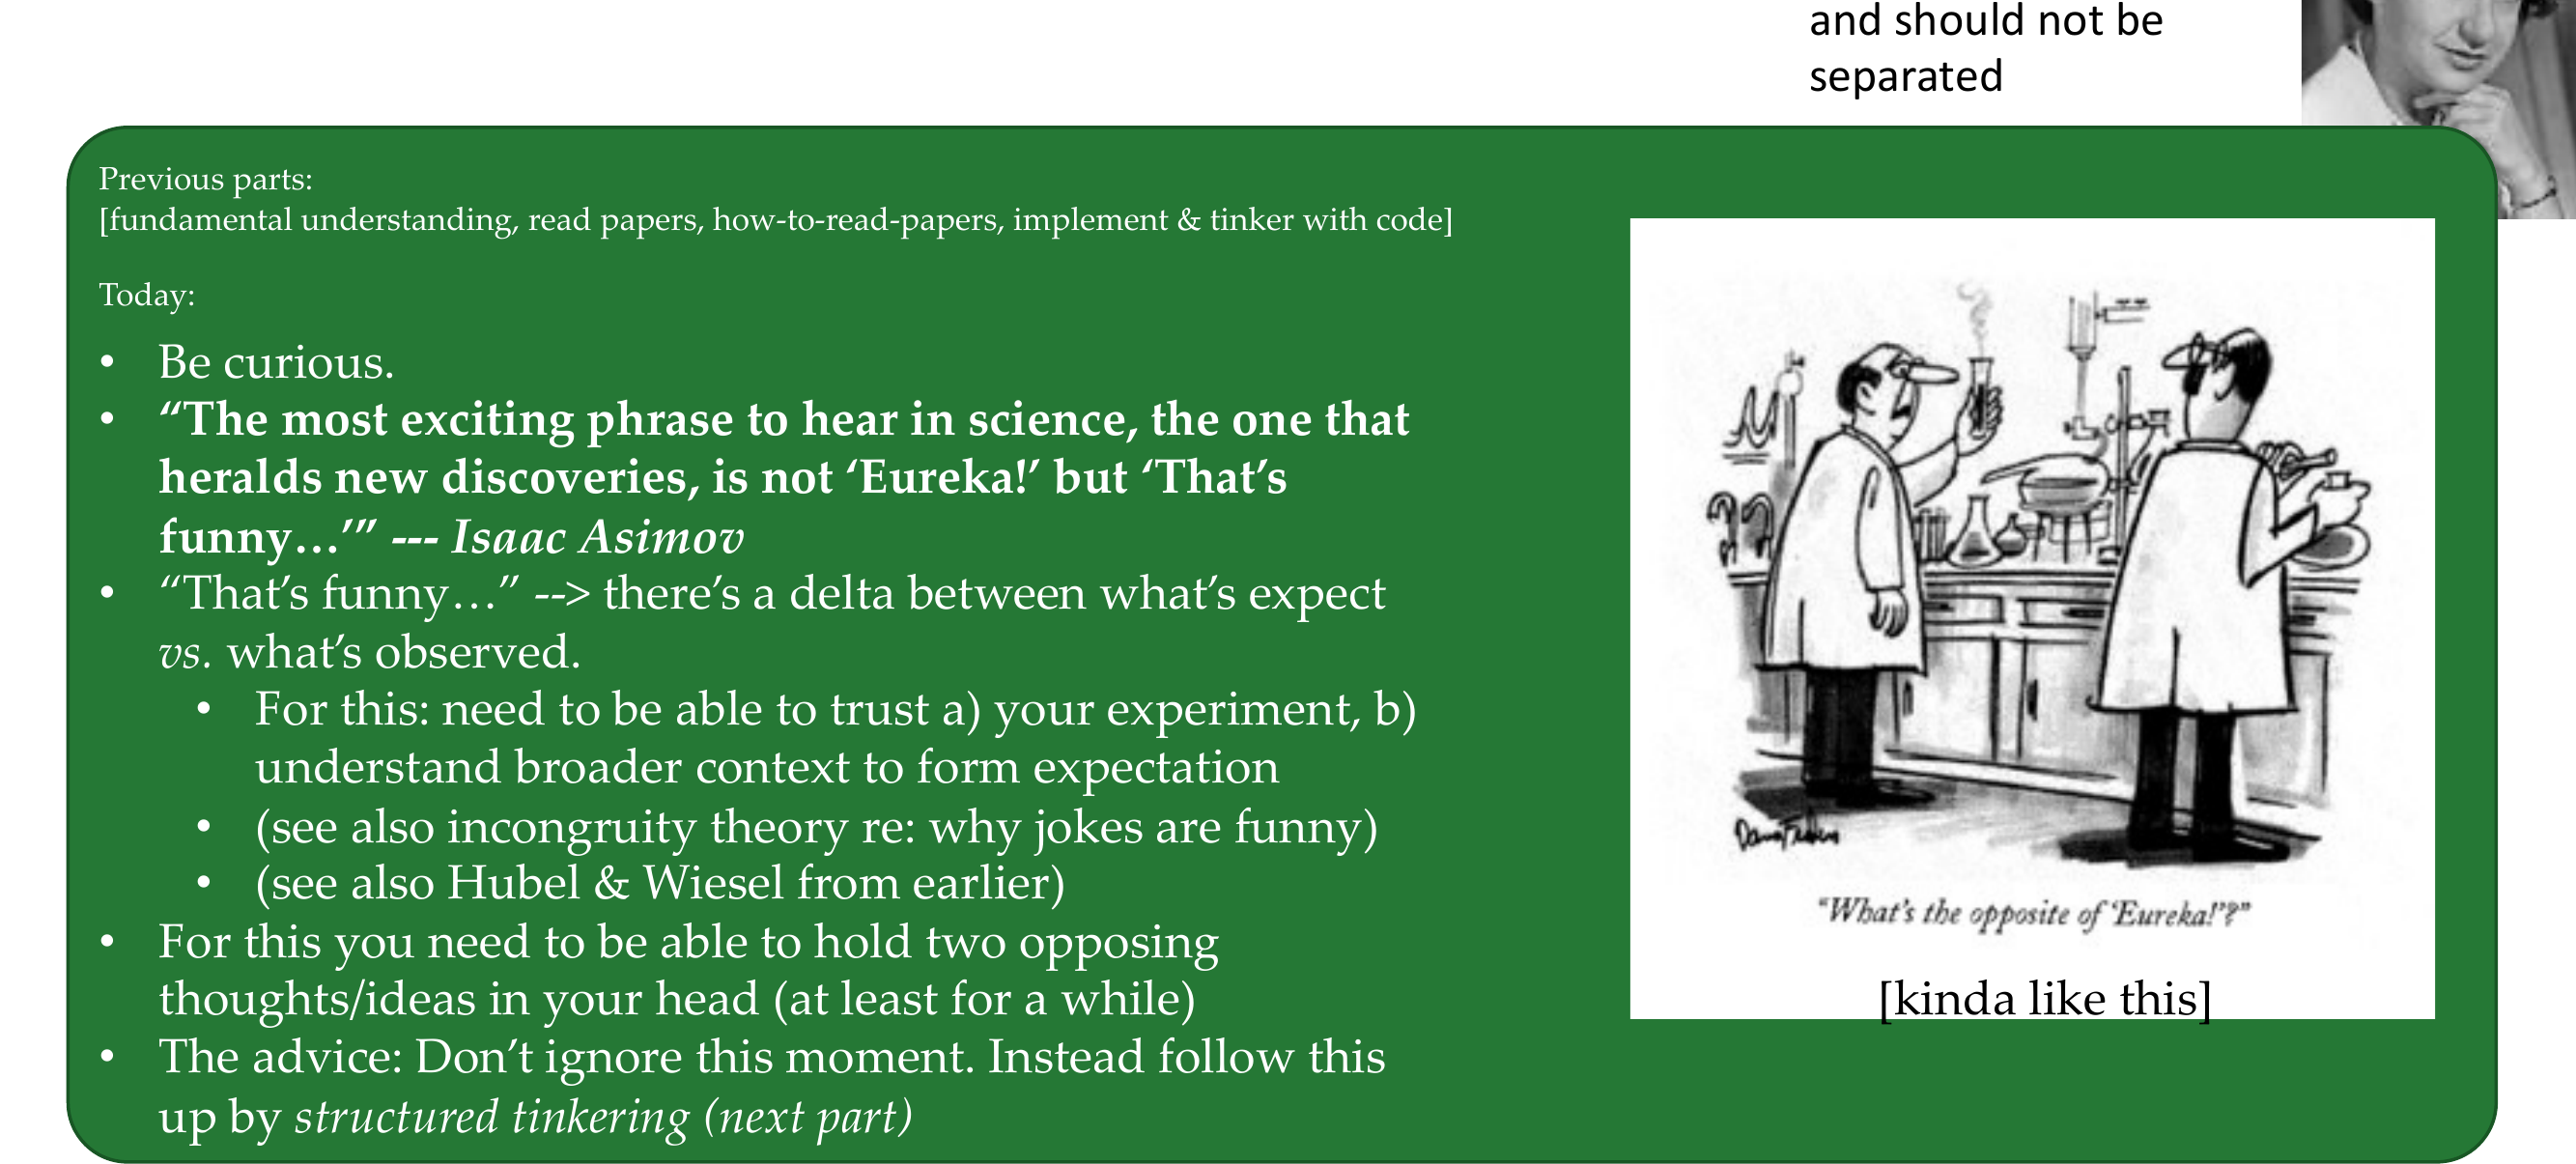 and should not be
separated
Previous parts:
[fundamental understanding, read papers, how-to-read-papers, implement & tinker with code]
Today:
• Be curious.
• “The most exciting phrase to hear in science, the one that
heralds new discoveries, is not ‘Eureka!’ but ‘That’s
funny…’” --- Isaac Asimov
• “That’s funny…” --> there’s a delta between what’s expect
vs. what’s observed.
• For this: need to be able to trust a) your experiment, b)
understand broader context to form expectation
• (see also incongruity theory re: why jokes are funny)
• (see also Hubel & Wiesel from earlier)
• For this you need to be able to hold two opposing
thoughts/ideas in your head (at least for a while)
• The advice: Don’t ignore this moment. Instead follow this
up by structured tinkering (next part)
“What’s the opposite of ‘Eureka!’?”
[kinda like this]